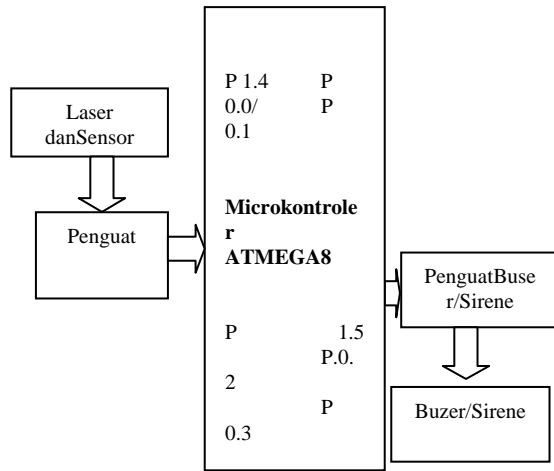 Laser
danSensor
Penguat
P 1.4 P
0.0/ P
0.1
Microkontrole
r
ATMEGA8
P 1.5
P.0.
2
P
0.3
PenguatBuse
r/Sirene
Buzer/Sirene